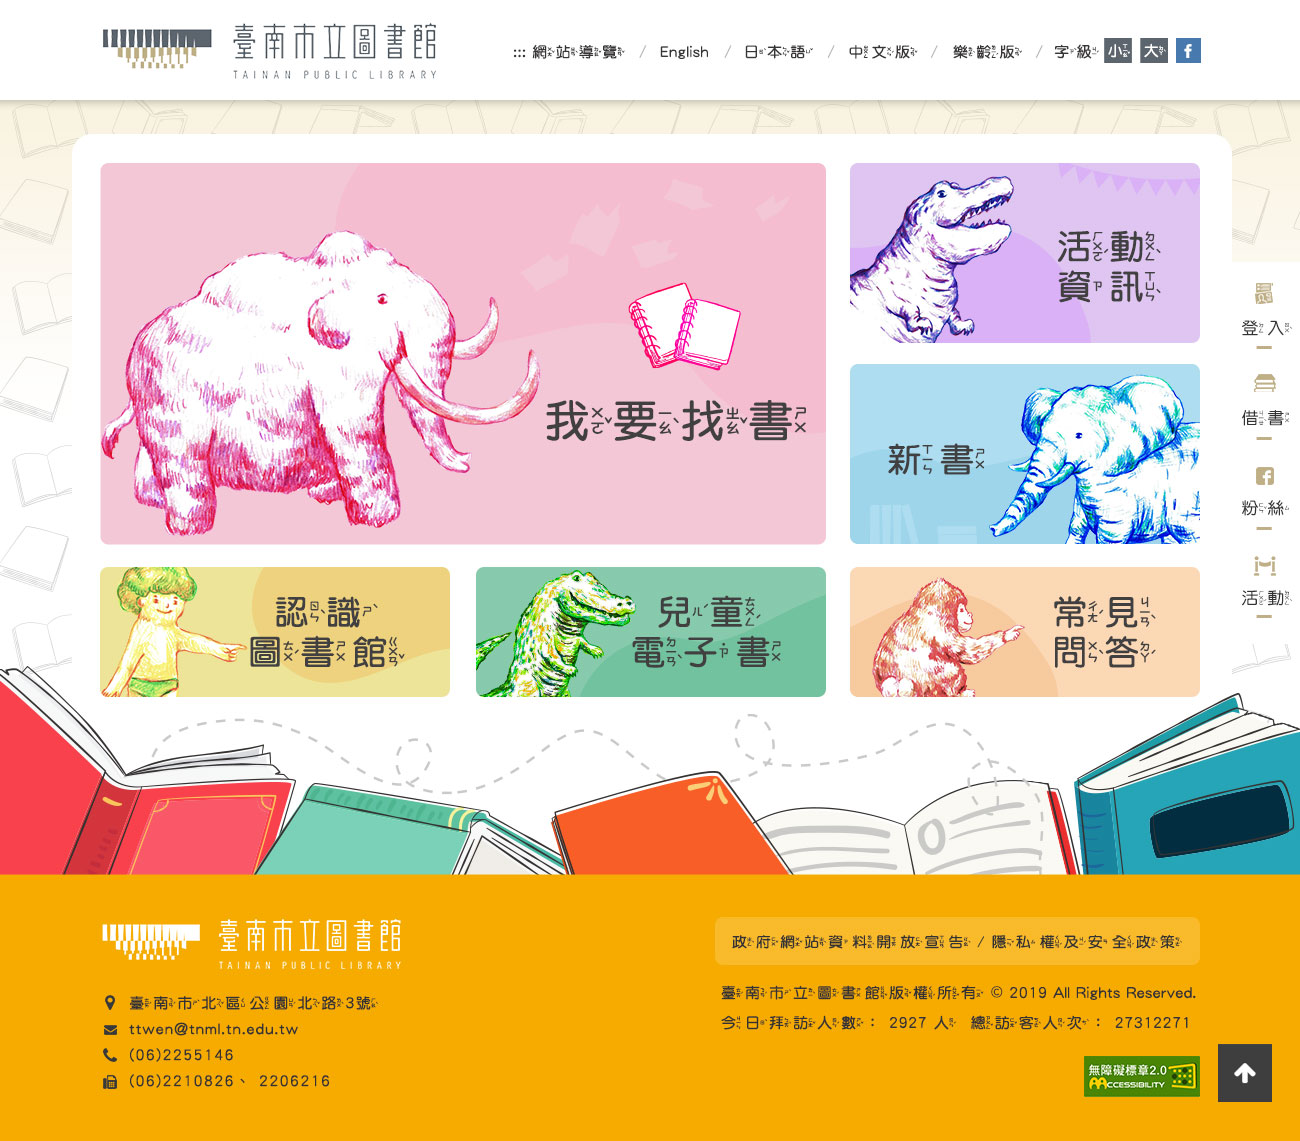 臺南市立圖書館
TAINAN PUBLIC LIBRARY
::: 網站導覽 / English / 日本語 / 中文版 / 樂齡版 / 字級 小 大 f
我要找書
活動
資訊
新書
認識
圖書館
兒童
電子書
常見
問答
登入
借書
粉絲
活動
臺南市立圖書館
TAINAN PUBLIC LIBRARY
臺南市北區公園北路3號
ttwen@tnml.tn.edu.tw
(06)2255146
(06)2210826、 2206216
政府網站資料開放宣告 / 隱私權及安全政策
臺南市立圖書館版權所有 © 2019 All Rights Reserved.
今日拜訪人數： 2927 人 總訪客人次： 27312271
無障礙標章2.0
ACCESSIBILITY